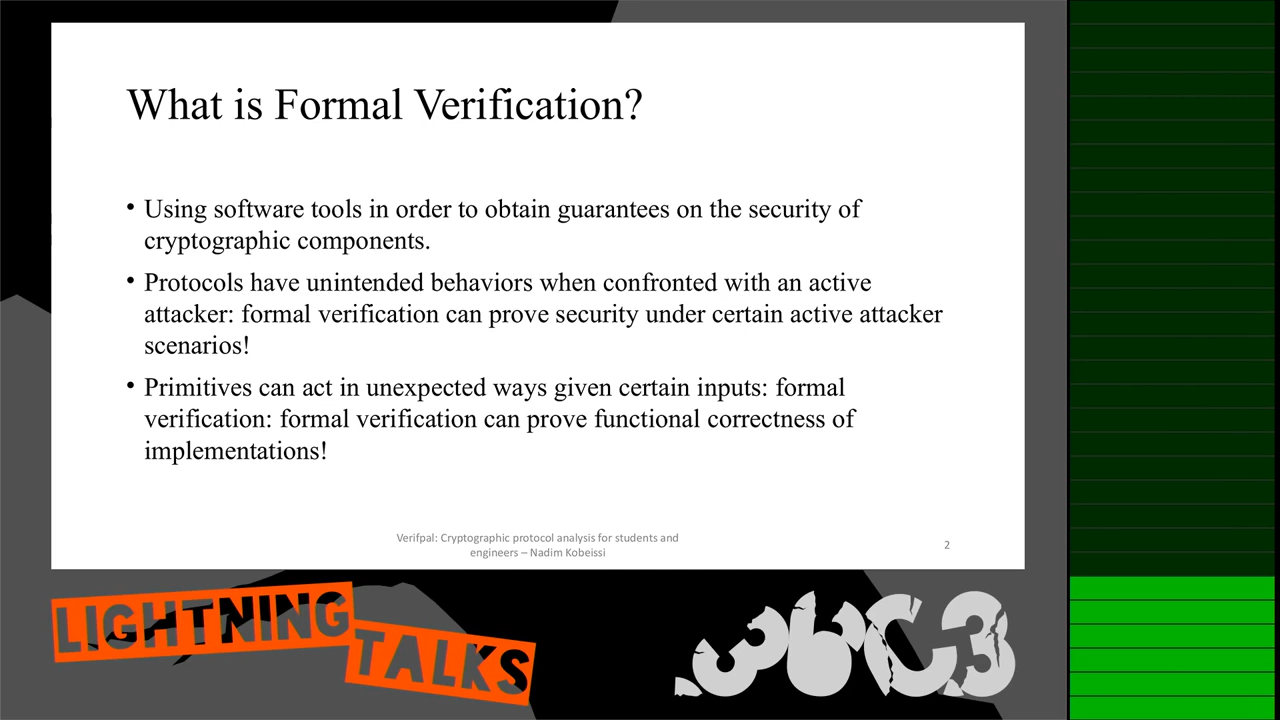 What is Formal Verification?
• Using software tools in order to obtain guarantees on the security of
cryptographic components.
• Protocols have unintended behaviors when confronted with an active
attacker: formal verification can prove security under certain active attacker
scenarios!
• Primitives can act in unexpected ways given certain inputs: formal
verification: formal verification can prove functional correctness of
implementations!
Verifpal: Cryptographic protocol analysis for students and
engineers – Nadim Kobeissi
2
LIGHTNING
TALKS
36C3